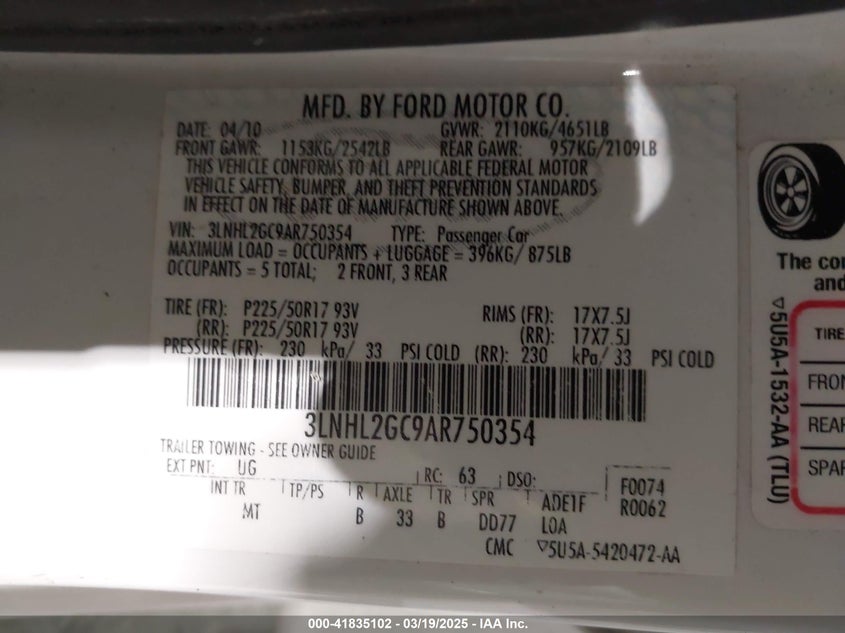 MFD. BY FORD MOTOR CO.
DATE: 04/10 GVWR: 2110KG/4651LB
FRONT GAWR: 1153KG/2542LB REAR GAWR: 957KG/2109LB
THIS VEHICLE CONFORMS TO ALL APPLICABLE FEDERAL MOTOR
VEHICLE SAFETY, BUMPER, AND THEFT PREVENTION STANDARDS
IN EFFECT ON THE DATE OF MANUFACTURE SHOWN ABOVE.
VIN: 3LNHL2GC9AR750354 TYPE: Passenger Car
MAXIMUM LOAD = OCCUPANTS + LUGGAGE = 396KG/ 875LB
OCCUPANTS = 5 TOTAL; 2 FRONT, 3 REAR
TIRE (FR): P225/50R17 93V RIMS (FR): 17X7.5J
(RR): P225/50R17 93V (RR): 17X7.5J
PRESSURE (FR): 230 kPa/ 33 PSI COLD (RR): 230 kPa/ 33 PSI COLD
3LNHL2GC9AR750354
TRAILER TOWING - SEE OWNER GUIDE
EXT PNT: UG RC: 63 DSO: F0074
INT TR TP/PS R AXLE TR SPR ADE1F R0062
MT B 33 B DD77 LOA
CMC ▽5U5A-5420472-AA
The co
and
▽5U5A-1532-AA (TLU)
TIRE
FRON
REAR
SPAR
000-41835102 - 03/19/2025 - IAA Inc.